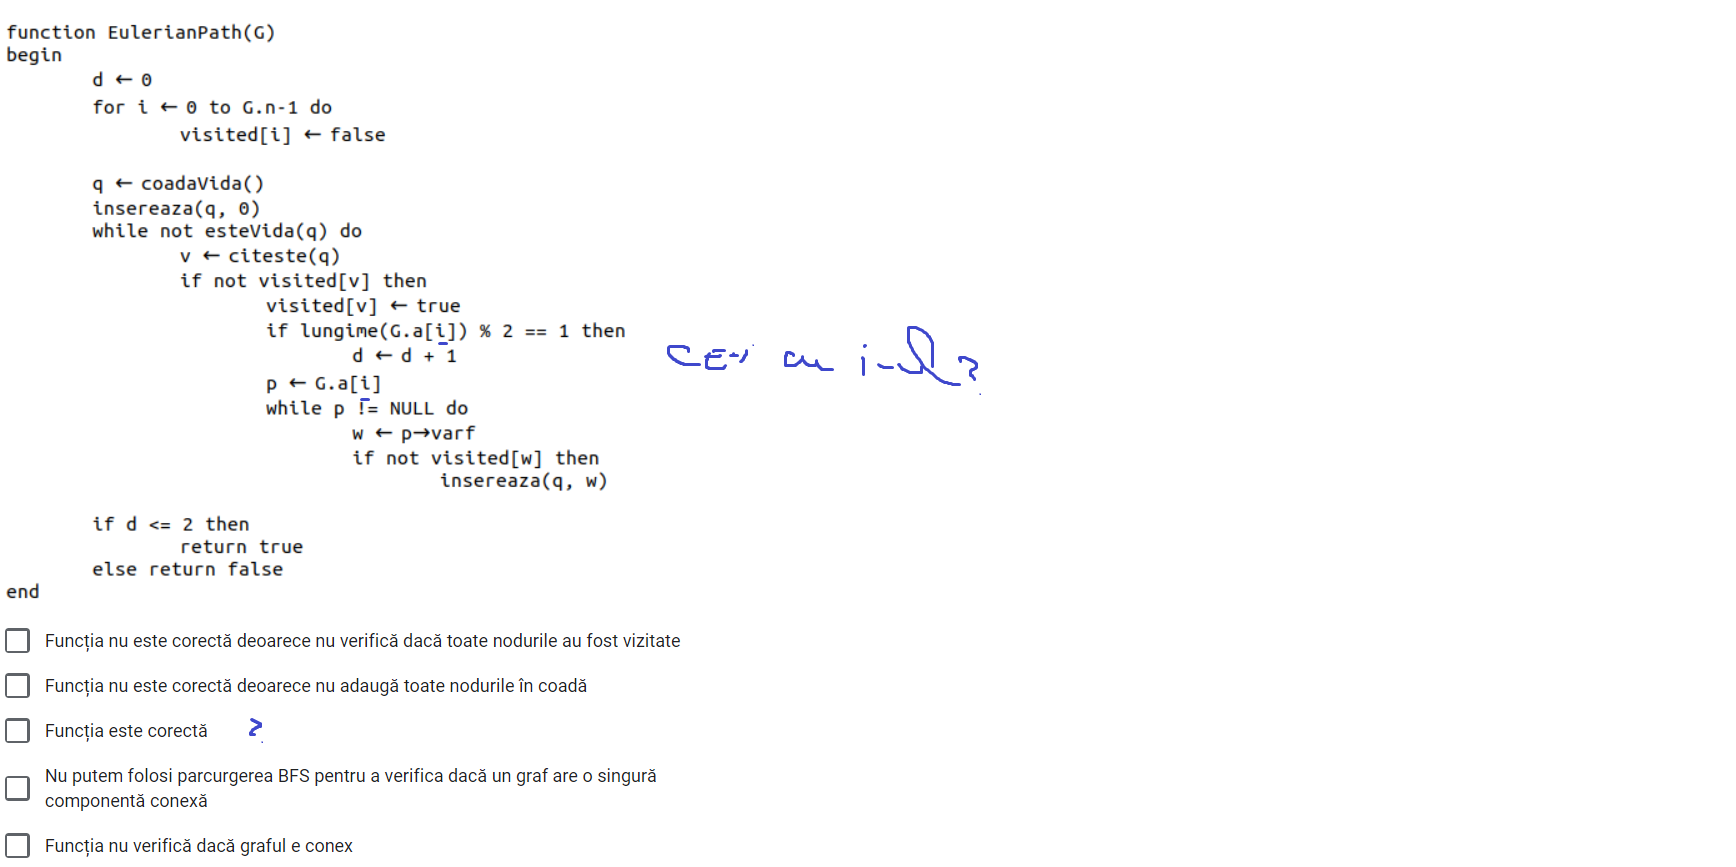 function EulerianPath(G)
begin
d ← 0
for i ← 0 to G.n-1 do
visited[i] ← false
q ← coadaVida()
insereaza(q, 0)
while not esteVida(q) do
v ← citeste(q)
if not visited[v] then
visited[v] ← true
if lungime(G.a[i]) % 2 == 1 then
d ← d + 1
ce-i cu i-ul?
p ← G.a[i]
while p != NULL do
w ← p→varf
if not visited[w] then
insereaza(q, w)
if d <= 2 then
return true
else return false
end
Funcția nu este corectă deoarece nu verifică dacă toate nodurile au fost vizitate
Funcția nu este corectă deoarece nu adaugă toate nodurile în coadă
Funcția este corectă ?
Nu putem folosi parcurgerea BFS pentru a verifica dacă un graf are o singură
componentă conexă
Funcția nu verifică dacă graful e conex